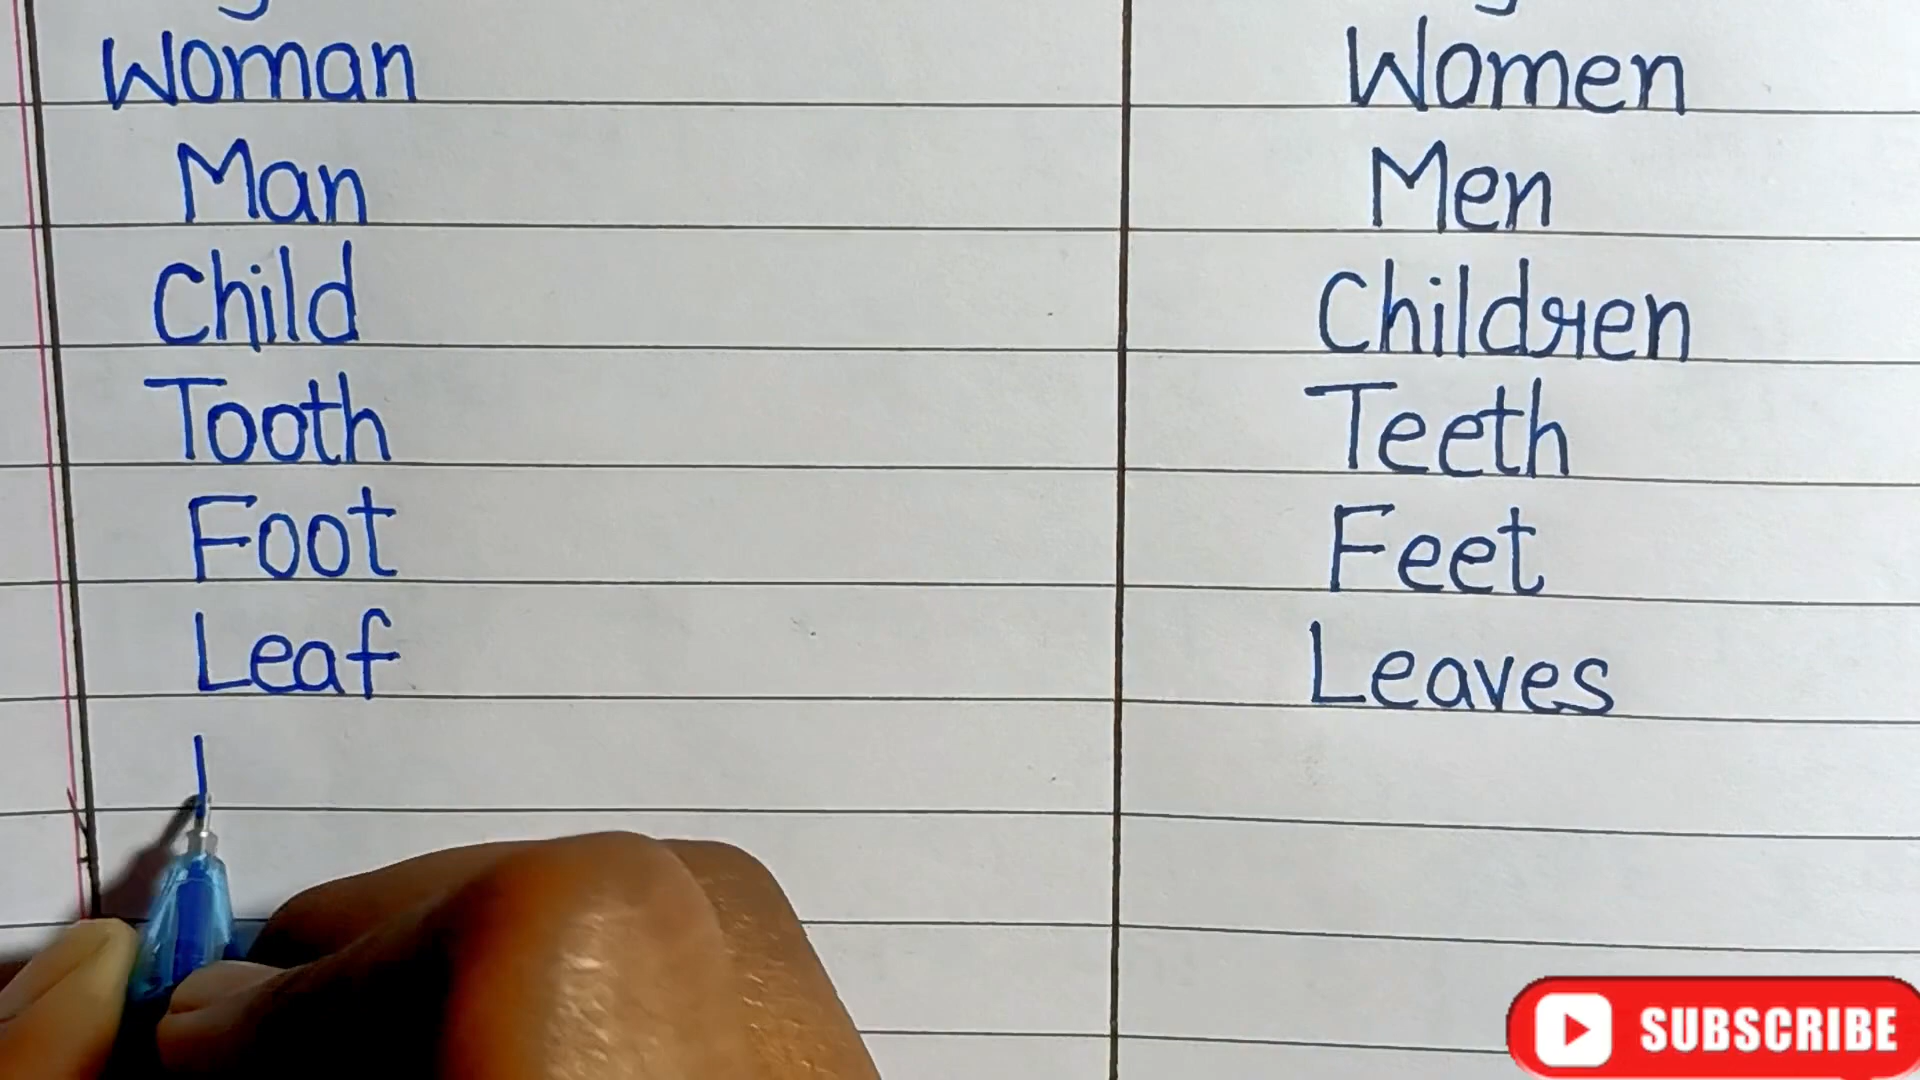 Woman Women
Man Men
Child Children
Tooth Teeth
Foot Feet
Leaf Leaves
SUBSCRIBE